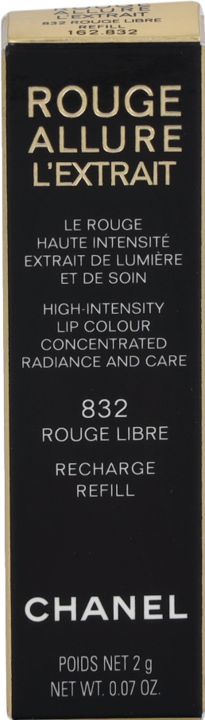 ROUGE
ALLURE
L'EXTRAIT
832 ROUGE LIBRE
REFILL
162.832
ROUGE
ALLURE
L'EXTRAIT
LE ROUGE
HAUTE INTENSITÉ
EXTRAIT DE LUMIÈRE
ET DE SOIN
HIGH-INTENSITY
LIP COLOUR
CONCENTRATED
RADIANCE AND CARE
832
ROUGE LIBRE
RECHARGE
REFILL
CHANEL
POIDS NET 2 g
NET WT. 0.07 OZ.